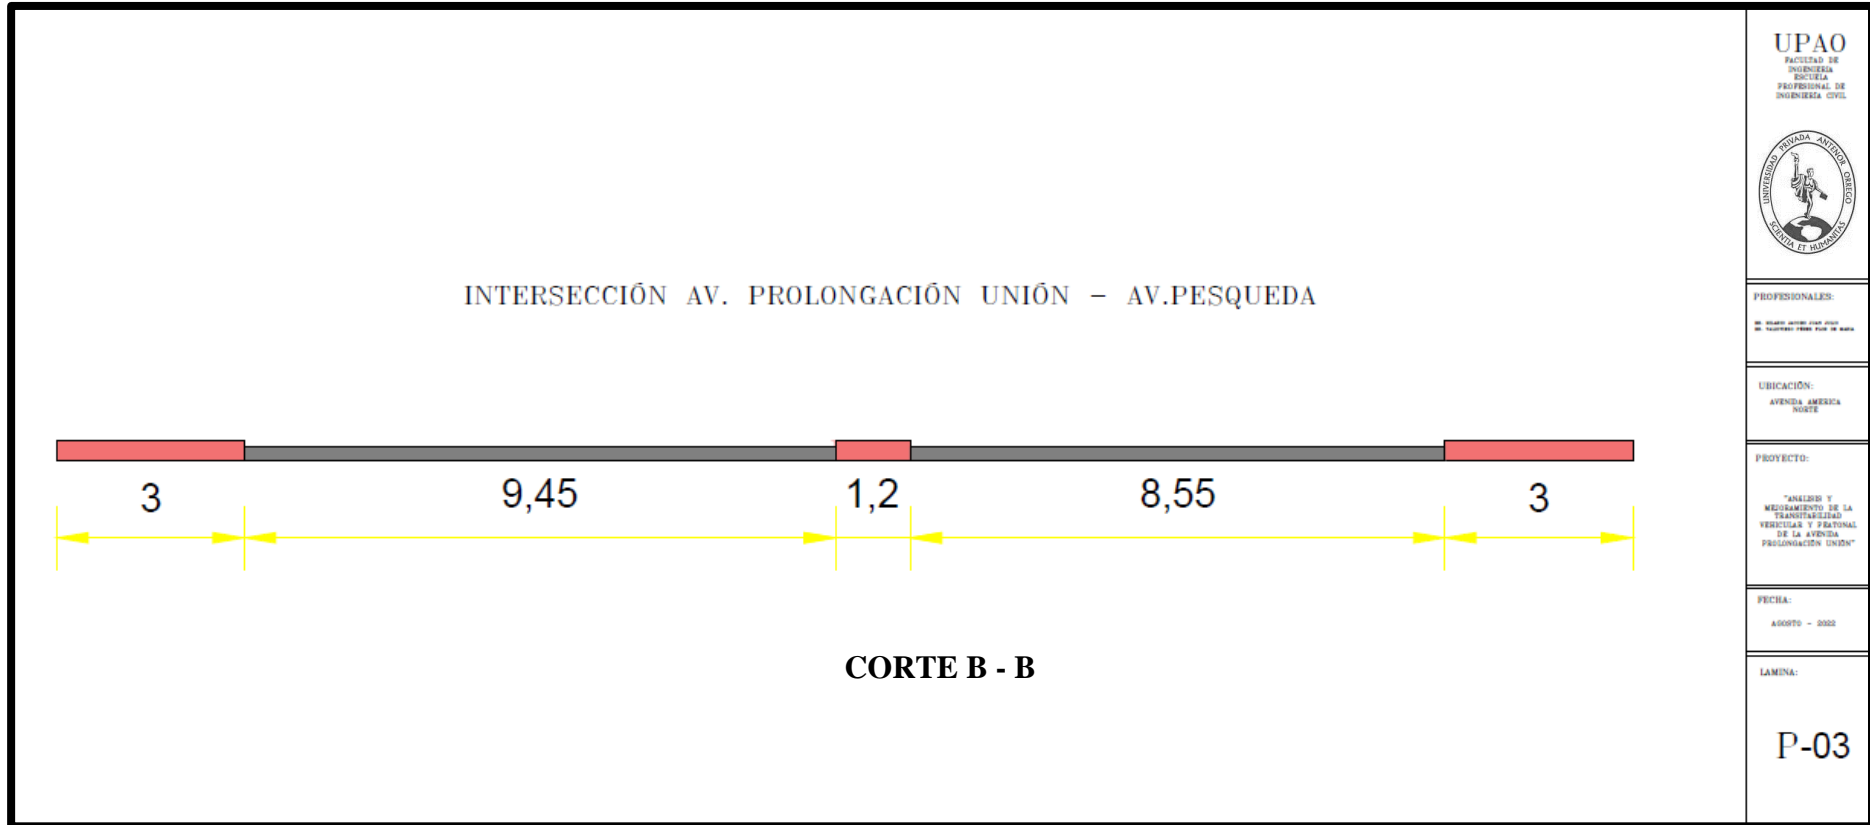 INTERSECCIÓN AV. PROLONGACIÓN UNIÓN - AV.PESQUEDA
3
9,45
1,2
8,55
3
CORTE B - B
UPAO
FACULTAD DE
INGENIERIA
ESCUELA
PROFESIONAL DE
INGENIERÍA CIVIL
UNIVERSIDAD PRIVADA ANTENOR ORREGO
SCIENTIA ET HUMANITAS
PROFESIONALES:
UBICACIÓN:
AVENIDA AMERICA
NORTE
PROYECTO:
"ANALISIS Y
MEJORAMIENTO DE LA
TRANSITABILIDAD
VEHICULAR Y PEATONAL
DE LA AVENIDA
PROLONGACIÓN UNIÓN"
FECHA:
AGOSTO - 2022
LAMINA:
P-03